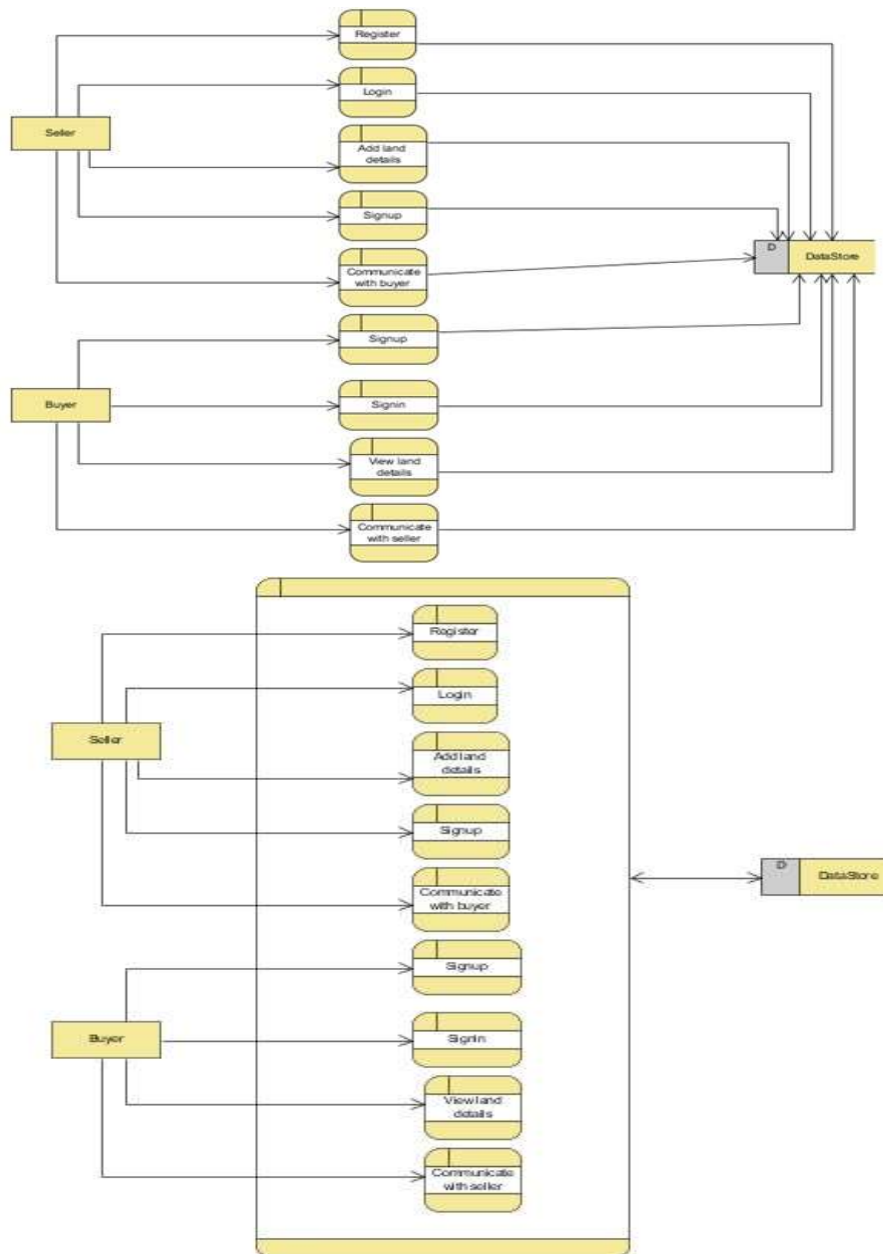 Register
Login
Seller
Add land
details
Signup
D
DataStore
Communicate
with buyer
Signup
Buyer
Signin
View land
details
Communicate
with seller
Register
Login
Seller
Add land
details
Signup
D
DataStore
Communicate
with buyer
Signup
Buyer
SignIn
View land
details
Communicate
with seller